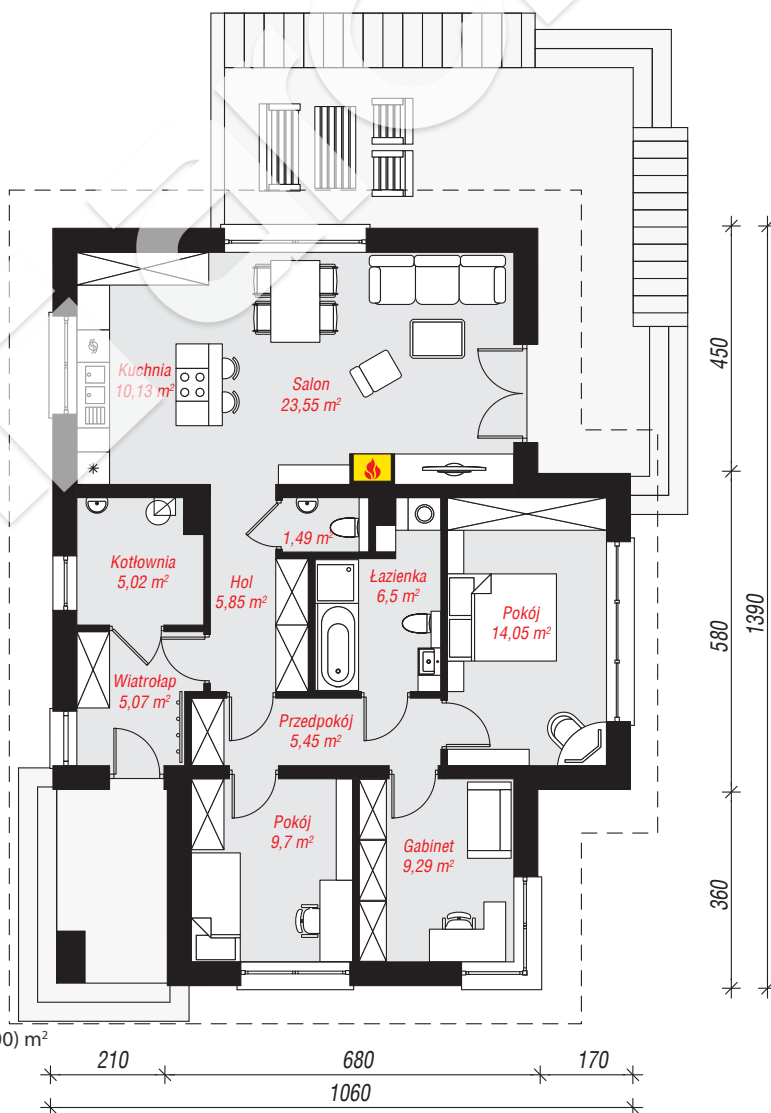 Kuchnia
10,13 m²
Salon
23,55 m²
1,49 m²
Kotłownia
5,02 m²
Hol
5,85 m²
Łazienka
6,5 m²
Pokój
14,05 m²
Wiatrołap
5,07 m²
Przedpokój
5,45 m²
Pokój
9,7 m²
Gabinet
9,29 m²
450
580
360
1390
m²
210
680
170
1060